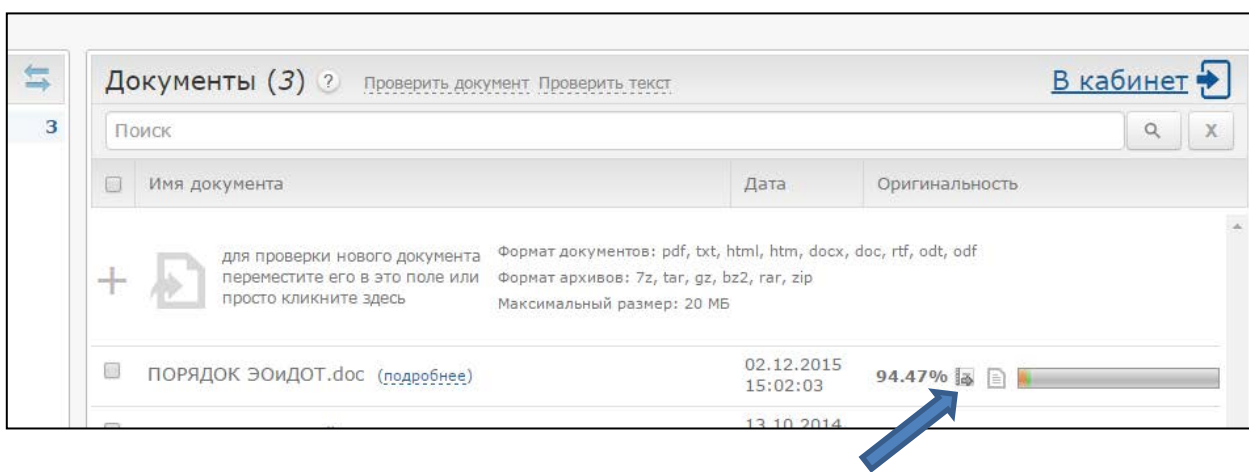 Документы (3) ? Проверить документ Проверить текст В кабинет
3
Поиск X
Имя документа Дата Оригинальность
для проверки нового документа
переместите его в это поле или
просто кликните здесь
Формат документов: pdf, txt, html, htm, docx, doc, rtf, odt, odf
Формат архивов: 7z, tar, gz, bz2, rar, zip
Максимальный размер: 20 МБ
ПОРЯДОК ЭОиДОТ.doc (подробнее) 02.12.2015
15:02:03 94.47%
13.10.2014